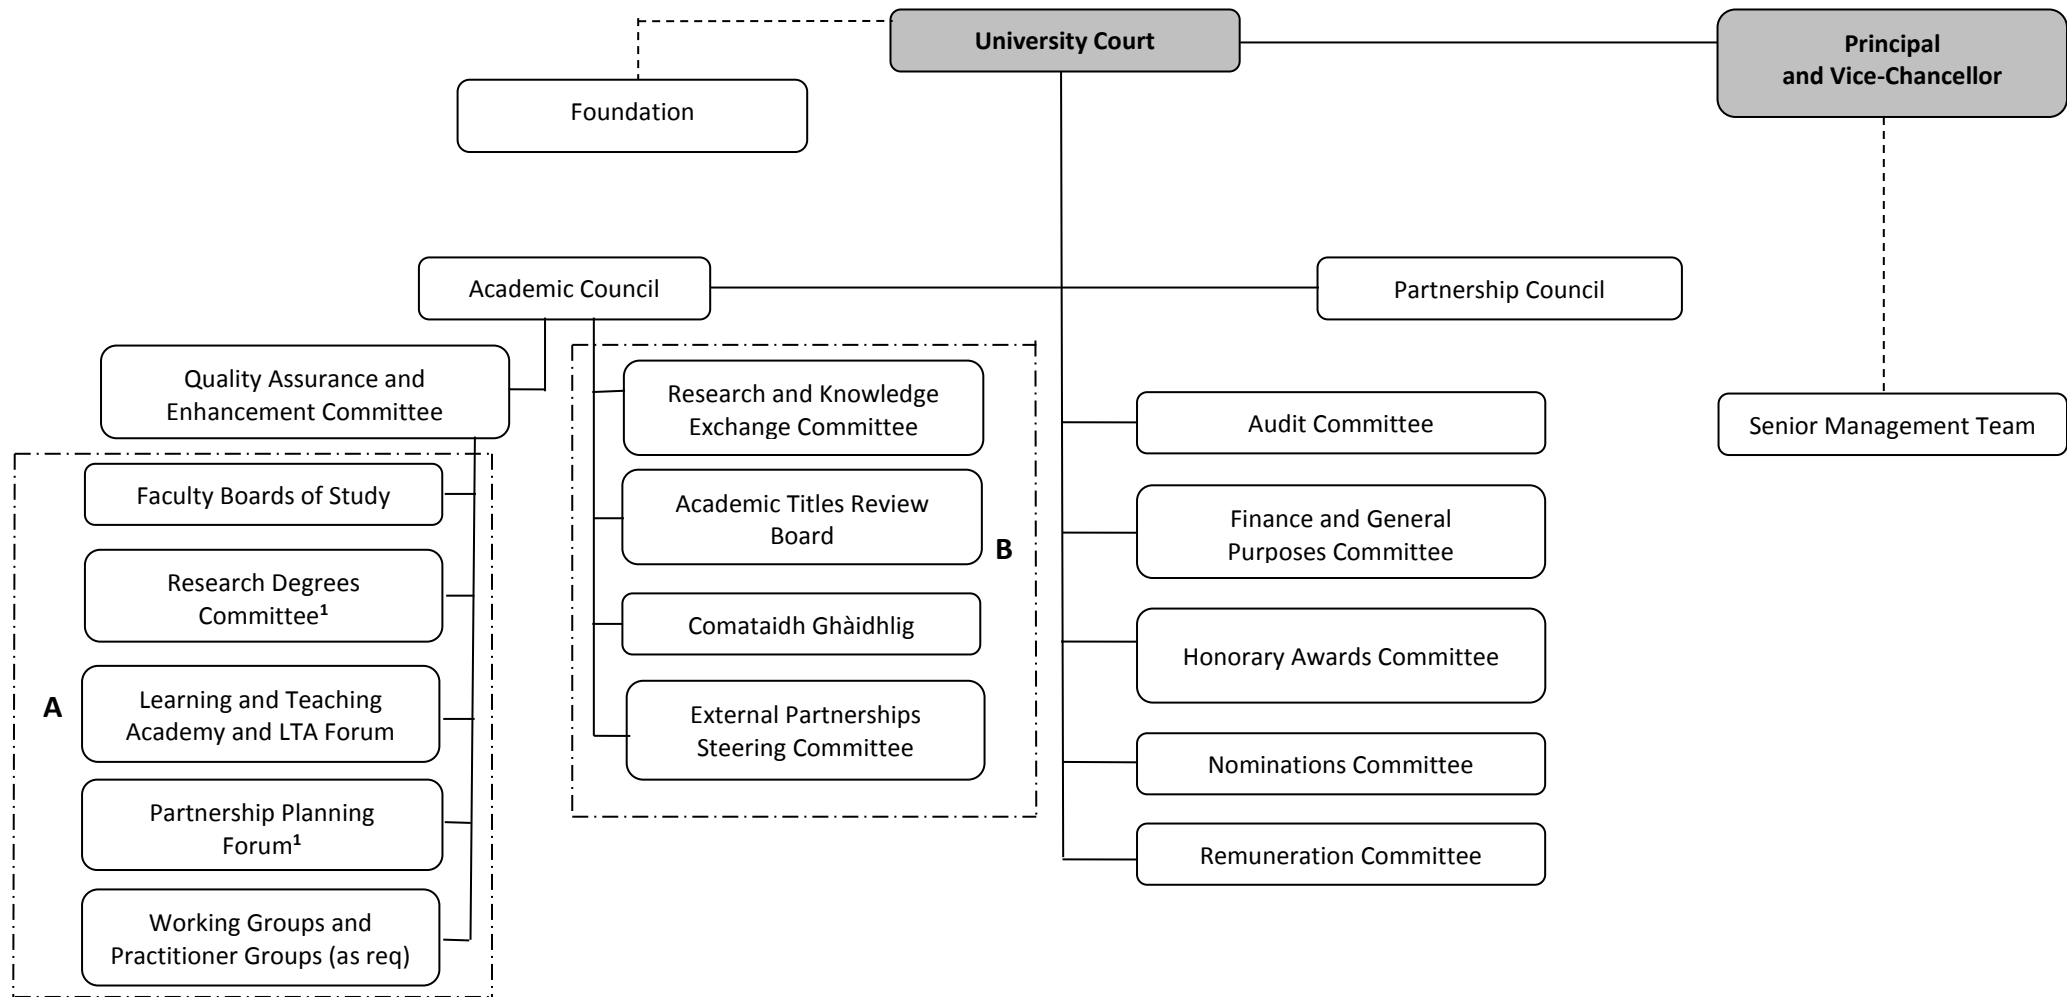 University Court
Principal
and Vice-Chancellor
Foundation
Academic Council
Partnership Council
Quality Assurance and
Enhancement Committee
Faculty Boards of Study
Research Degrees
Committee¹
A
Learning and Teaching
Academy and LTA Forum
Partnership Planning
Forum¹
Working Groups and
Practitioner Groups (as req)
Research and Knowledge
Exchange Committee
Academic Titles Review
Board
B
Comataidh Ghàidhlig
External Partnerships
Steering Committee
Audit Committee
Finance and General
Purposes Committee
Honorary Awards Committee
Nominations Committee
Remuneration Committee
Senior Management Team